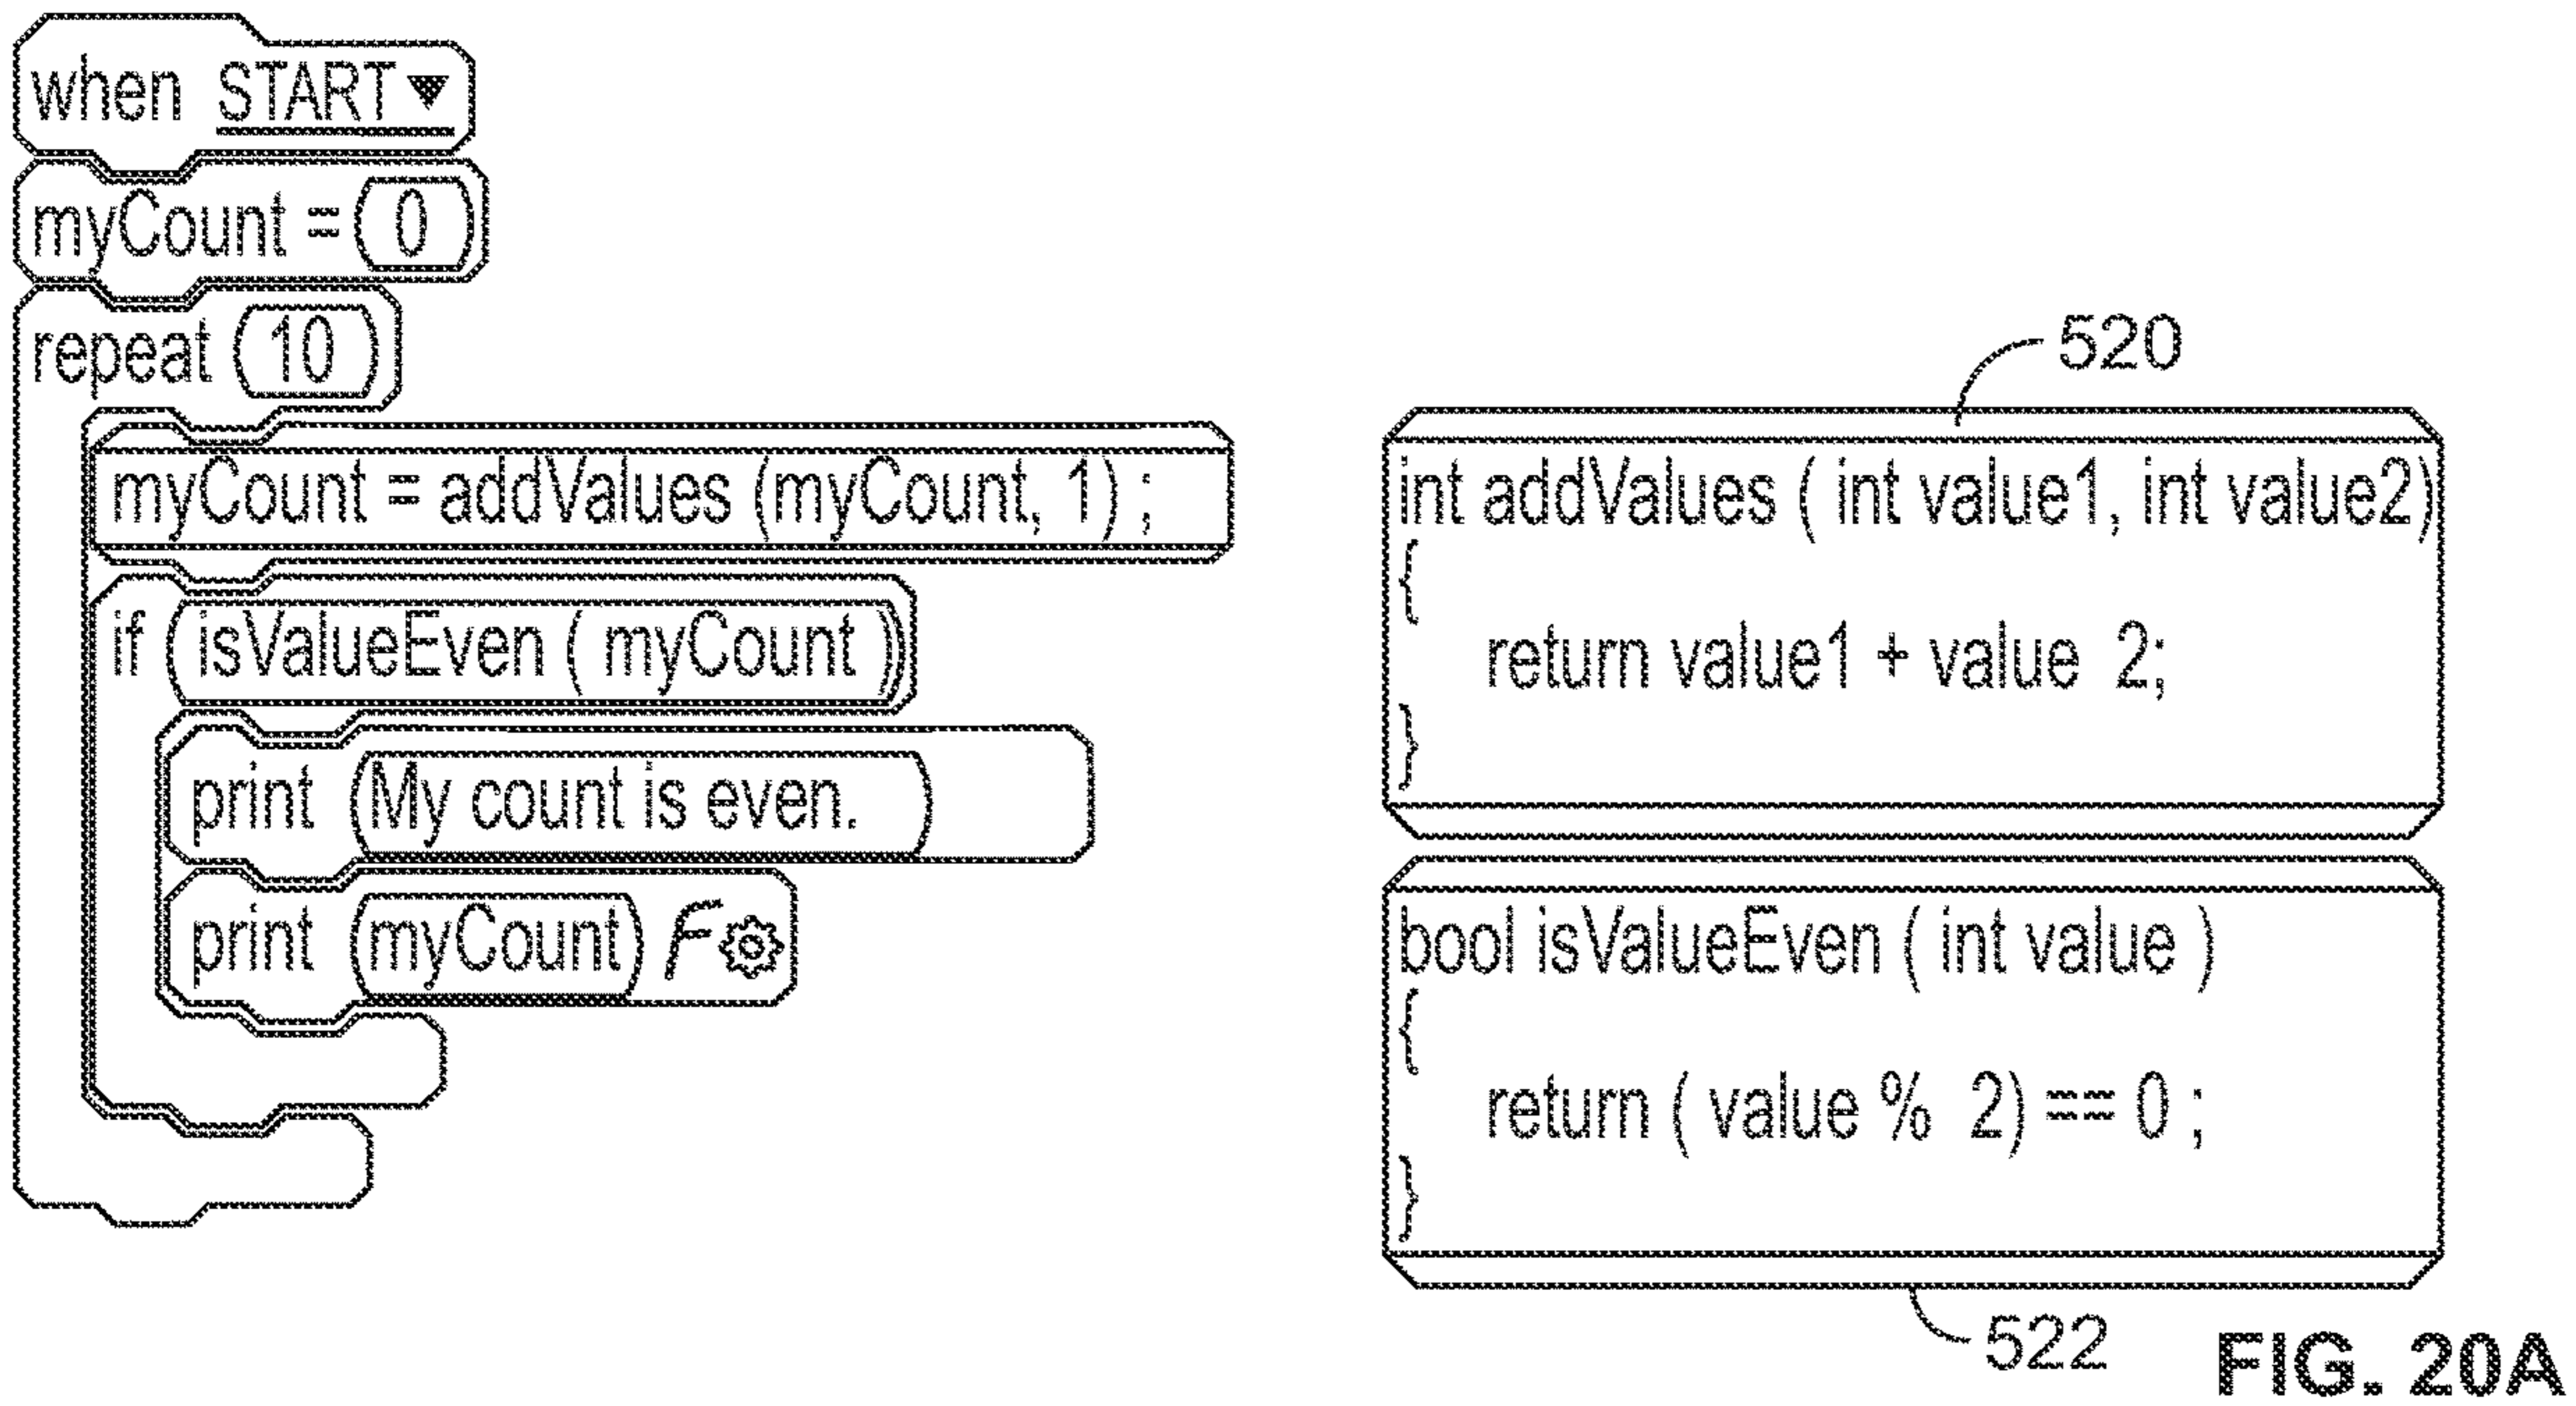 when START
myCount = 0
repeat 10
myCount = addValues (myCount, 1) ;
if isValueEven ( myCount )
print My count is even.
print myCount F
520
int addValues ( int value1, int value2)
{
return value1 + value 2;
}
bool isValueEven ( int value )
{
return ( value % 2) == 0 ;
}
522
FIG. 20A